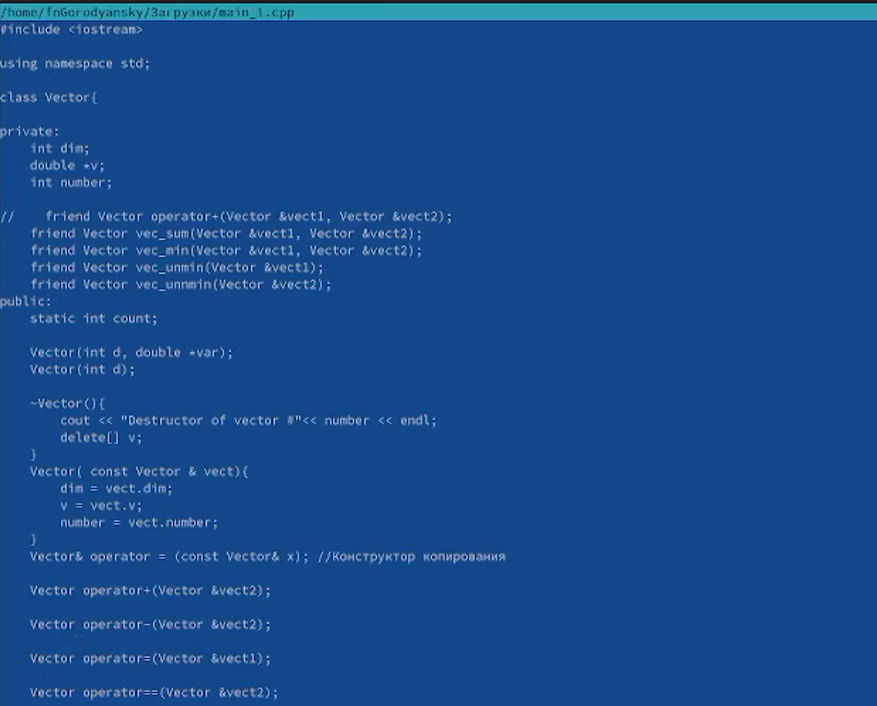 /home/fnGorodyansky/Загрузки/main_1.cpp
#include <iostream>
using namespace std;
class Vector{
private:
int dim;
double *v;
int number;
//    friend Vector operator+(Vector &vect1, Vector &vect2);
friend Vector vec_sum(Vector &vect1, Vector &vect2);
friend Vector vec_min(Vector &vect1, Vector &vect2);
friend Vector vec_unmin(Vector &vect1);
friend Vector vec_unnmin(Vector &vect2);
public:
static int count;
Vector(int d, double *var);
Vector(int d);
~Vector(){
cout << "Destructor of vector #"<< number << endl;
delete[] v;
}
Vector( const Vector & vect){
dim = vect.dim;
v = vect.v;
number = vect.number;
}
Vector& operator = (const Vector& x); //Конструктор копирования
Vector operator+(Vector &vect2);
Vector operator-(Vector &vect2);
Vector operator=(Vector &vect1);
Vector operator==(Vector &vect2);